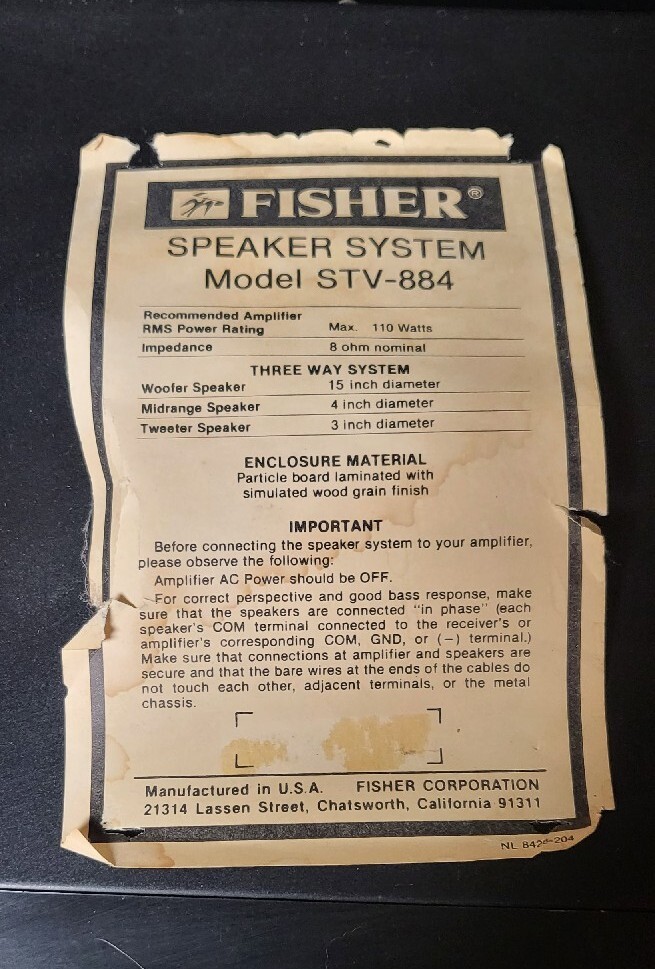 FISHER®
SPEAKER SYSTEM
Model STV-884
Recommended Amplifier
RMS Power Rating Max. 110 Watts
Impedance 8 ohm nominal
THREE WAY SYSTEM
Woofer Speaker 15 inch diameter
Midrange Speaker 4 inch diameter
Tweeter Speaker 3 inch diameter
ENCLOSURE MATERIAL
Particle board laminated with
simulated wood grain finish
IMPORTANT
Before connecting the speaker system to your amplifier,
please observe the following:
Amplifier AC Power should be OFF.
For correct perspective and good bass response, make
sure that the speakers are connected "in phase" (each
speaker's COM terminal connected to the receiver's or
amplifier's corresponding COM, GND, or (−) terminal.)
Make sure that connections at amplifier and speakers are
secure and that the bare wires at the ends of the cables do
not touch each other, adjacent terminals, or the metal
chassis.
Manufactured in U.S.A. FISHER CORPORATION
21314 Lassen Street, Chatsworth, California 91311
NL